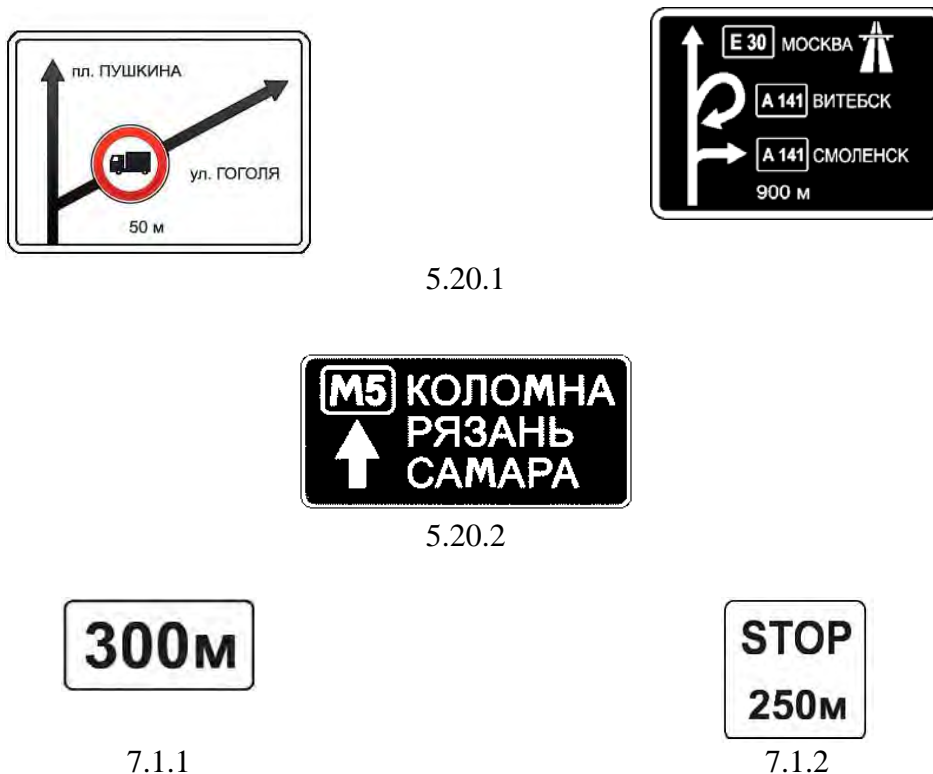 пл. ПУШКИНА
ул. ГОГОЛЯ
50 м
E 30 МОСКВА
A 141 ВИТЕБСК
A 141 СМОЛЕНСК
900 м
5.20.1
М5 КОЛОМНА
РЯЗАНЬ
САМАРА
5.20.2
300м
STOP
250м
7.1.1
7.1.2